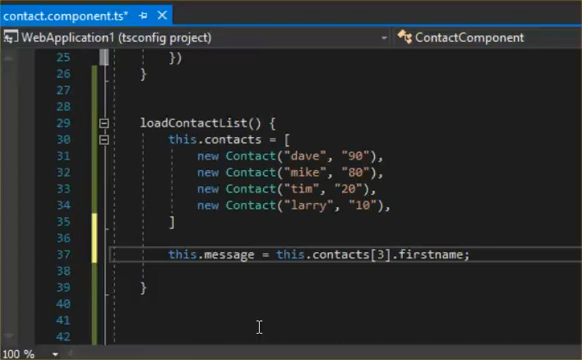 contact.component.ts*
WebApplication1 (tsconfig project)
ContactComponent
25 })
26 }
27
28
29 loadContactList() {
30 this.contacts = [
31 new Contact("dave", "90"),
32 new Contact("mike", "80"),
33 new Contact("tim", "20"),
34 new Contact("larry", "10"),
35 ]
36
37 this.message = this.contacts[3].firstname;
38
39 }
40
41
42
100 %